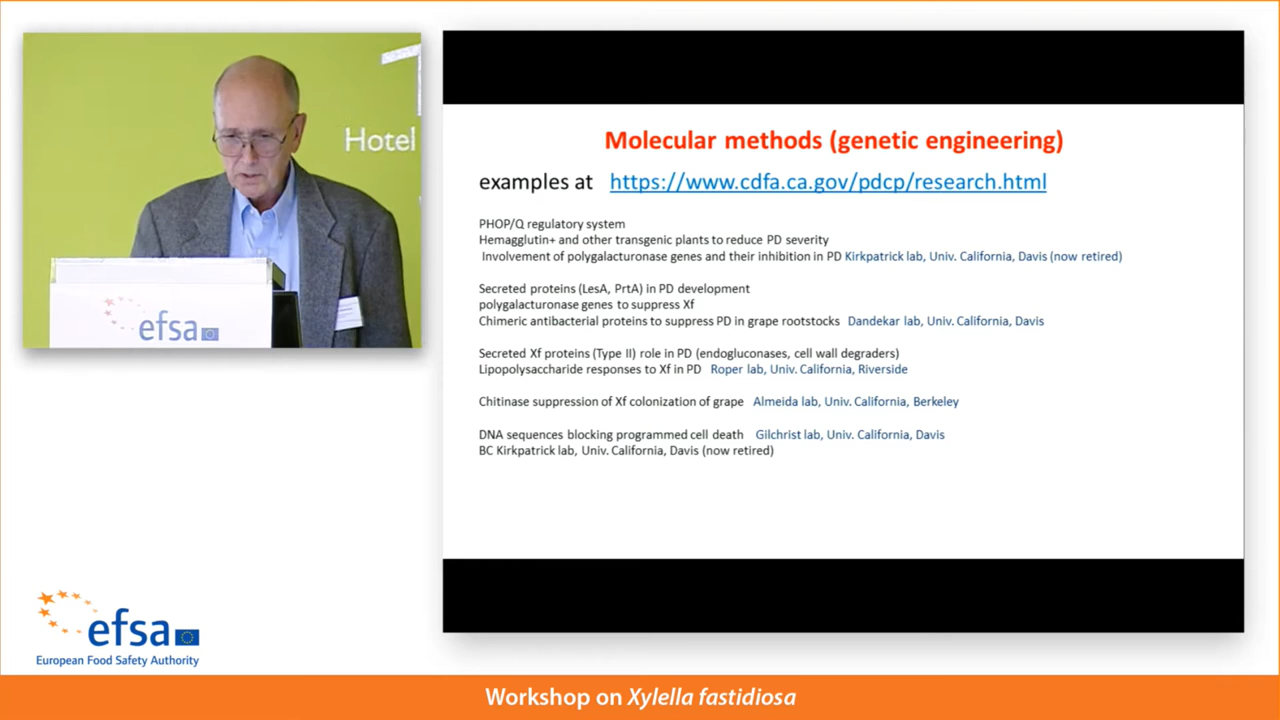 Hotel
efsa
Molecular methods (genetic engineering)
examples at https://www.cdfa.ca.gov/pdcp/research.html
PHOP/Q regulatory system
Hemagglutin+ and other transgenic plants to reduce PD severity
Involvement of polygalacturonase genes and their inhibition in PD Kirkpatrick lab, Univ. California, Davis (now retired)
Secreted proteins (LesA, PrtA) in PD development
polygalacturonase genes to suppress Xf
Chimeric antibacterial proteins to suppress PD in grape rootstocks Dandekar lab, Univ. California, Davis
Secreted Xf proteins (Type II) role in PD (endogluconases, cell wall degraders)
Lipopolysaccharide responses to Xf in PD Roper lab, Univ. California, Riverside
Chitinase suppression of Xf colonization of grape Almeida lab, Univ. California, Berkeley
DNA sequences blocking programmed cell death Gilchrist lab, Univ. California, Davis
BC Kirkpatrick lab, Univ. California, Davis (now retired)
efsa
European Food Safety Authority
Workshop on Xylella fastidiosa